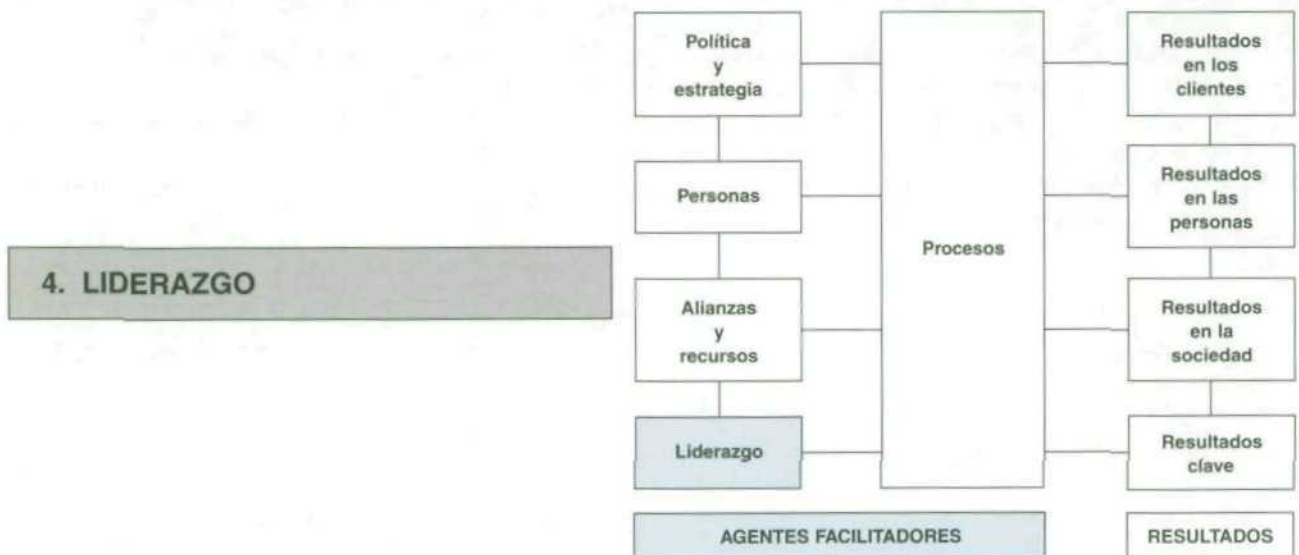 4. LIDERAZGO
Política
y
estrategia
Personas
Alianzas
y
recursos
Liderazgo
Procesos
Resultados
en los
clientes
Resultados
en las
personas
Resultados
en la
sociedad
Resultados
clave
AGENTES FACILITADORES
RESULTADOS